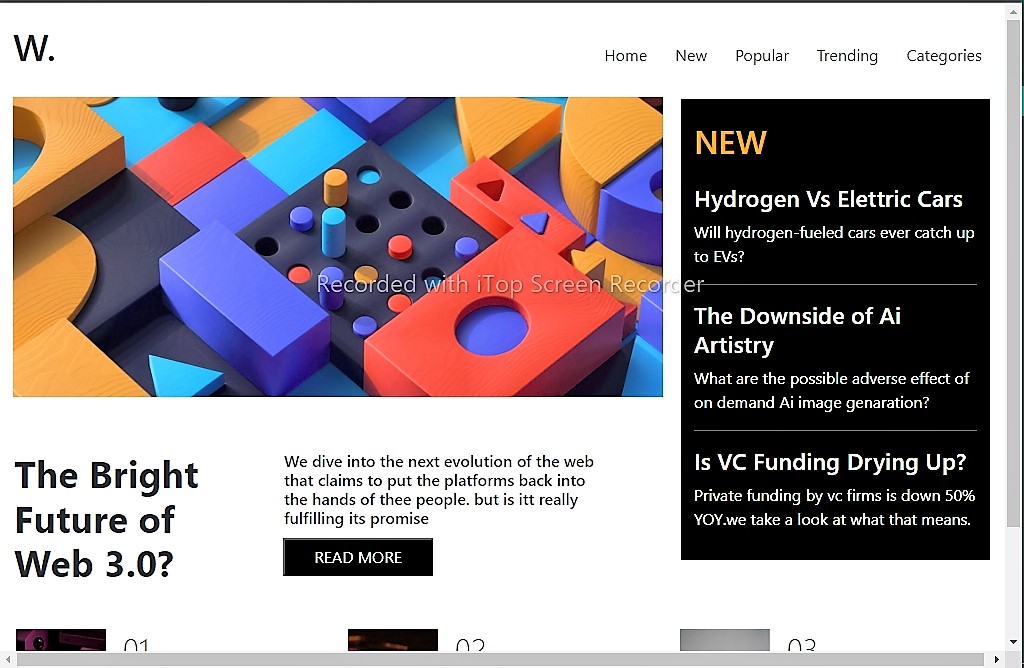 W.
Home New Popular Trending Categories
Recorded with iTop Screen Recorder
NEW
Hydrogen Vs Elettric Cars
Will hydrogen-fueled cars ever catch up
to EVs?
The Downside of Ai
Artistry
What are the possible adverse effect of
on demand Ai image genaration?
Is VC Funding Drying Up?
Private funding by vc firms is down 50%
YOY.we take a look at what that means.
The Bright
Future of
Web 3.0?
We dive into the next evolution of the web
that claims to put the platforms back into
the hands of thee people. but is itt really
fulfilling its promise
READ MORE
01 02 03